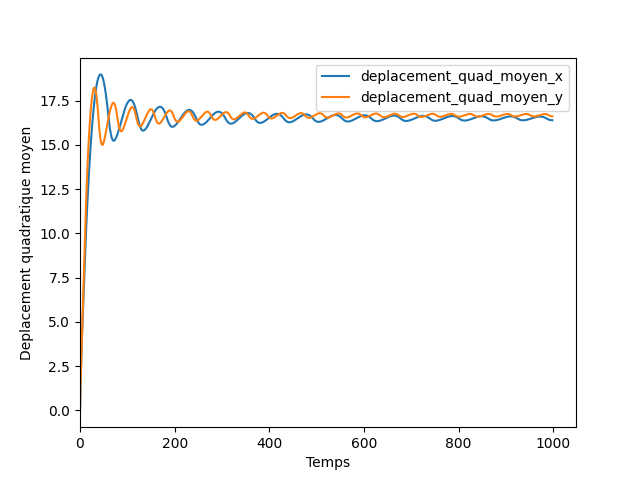 deplacement_quad_moyen_x
deplacement_quad_moyen_y
Deplacement quadratique moyen
17.5
15.0
12.5
10.0
7.5
5.0
2.5
0.0
0 200 400 600 800 1000
Temps